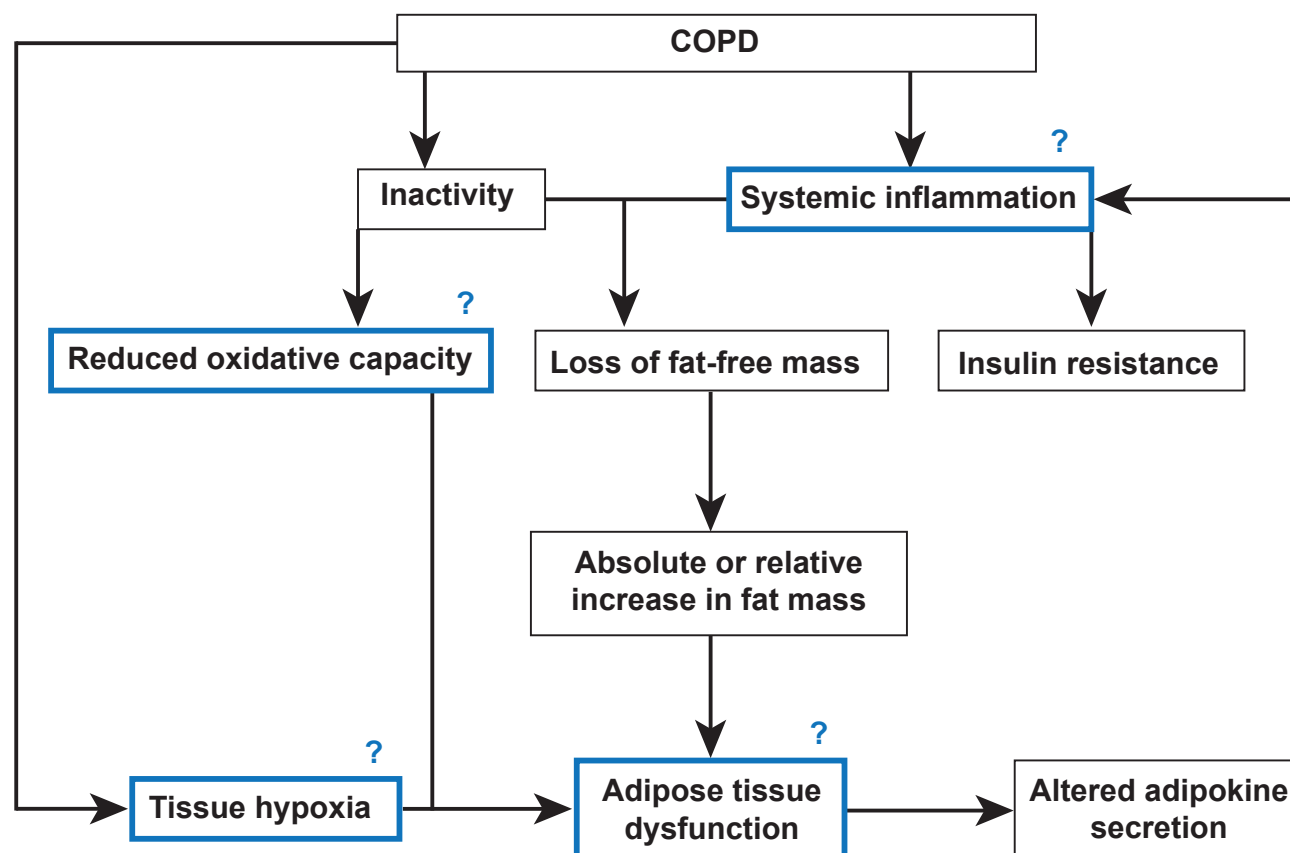 COPD
?
Inactivity
Systemic inflammation
?
Reduced oxidative capacity
Loss of fat-free mass
Insulin resistance
Absolute or relative
increase in fat mass
?
?
Tissue hypoxia
Adipose tissue
dysfunction
Altered adipokine
secretion